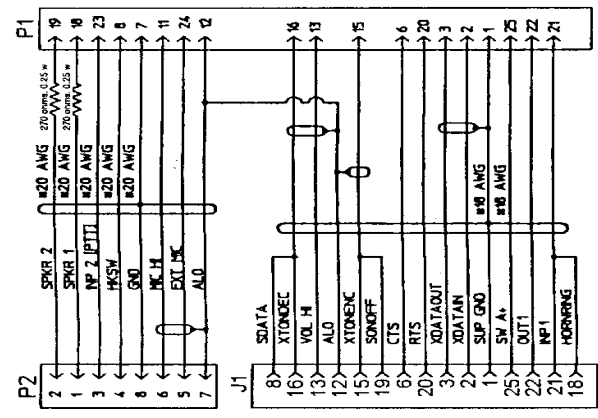 P1
19
18
23
8
7
11
24
12
16
13
15
6
20
3
2
1
25
22
21
270 ohms, 0.25 w
270 ohms, 0.25 w
#20 AWG
#20 AWG
#20 AWG
#20 AWG
#20 AWG
#18 AWG
#18 AWG
SPKR 2
SPKR 1
INP 2 [PTT]
HKSW
GND
MIC HI
EXT MIC
ALO
SDATA
XTONDEC
VOL HI
ALO
XTONENC
SONOFF
CTS
RTS
XDATAOUT
XDATAIN
SUP GND
SW A+
OUT1
INP1
HORNRING
P2
2
1
3
4
8
6
5
7
J1
8
16
13
12
15
19
6
20
3
2
1
25
22
21
18